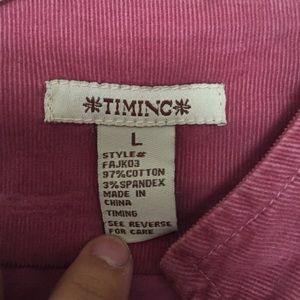 *TIMING*
L
STYLE#
FAJK03
97%COTTON
3%SPANDEX
MADE IN
CHINA
TIMING
SEE REVERSE
FOR CARE